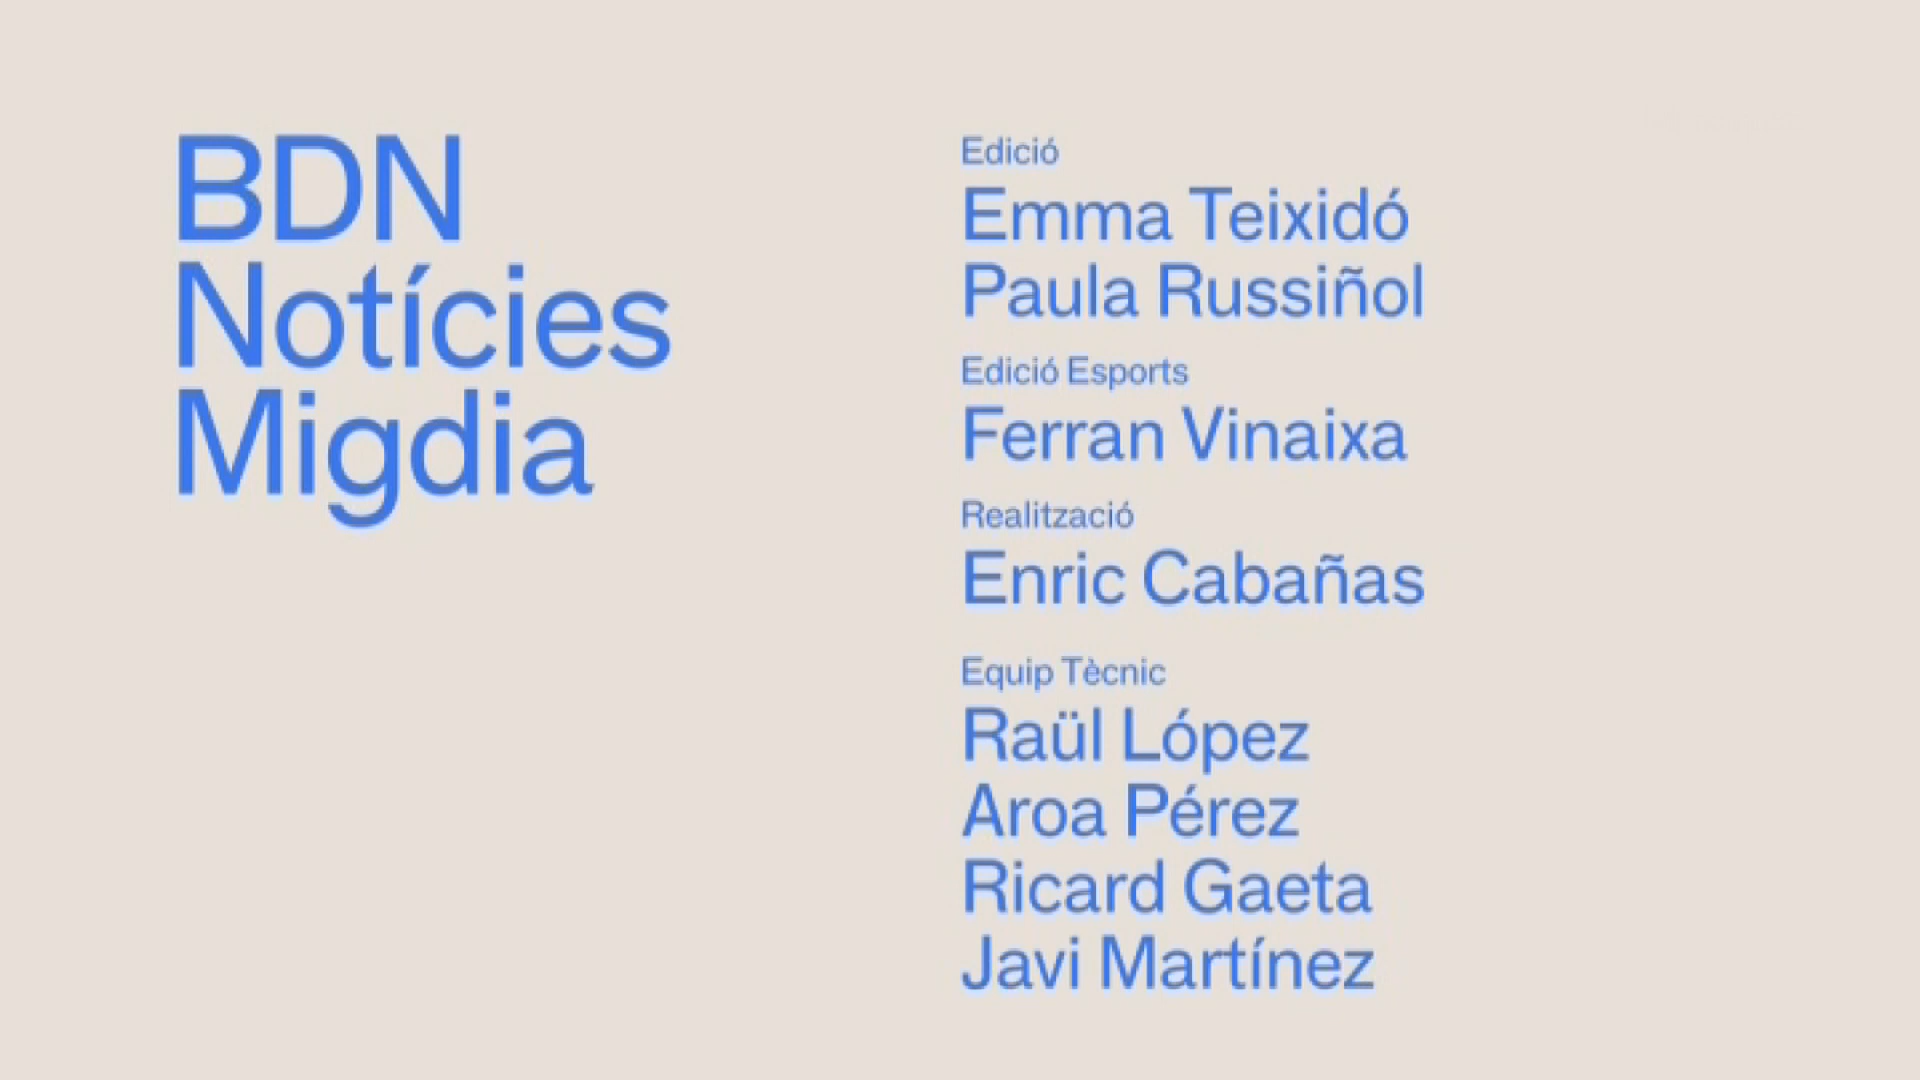 BDN
Notícies
Migdia
Edició
Emma Teixidó
Paula Russiñol
Edició Esports
Ferran Vinaixa
Realització
Enric Cabañas
Equip Tècnic
Raül López
Aroa Pérez
Ricard Gaeta
Javi Martínez